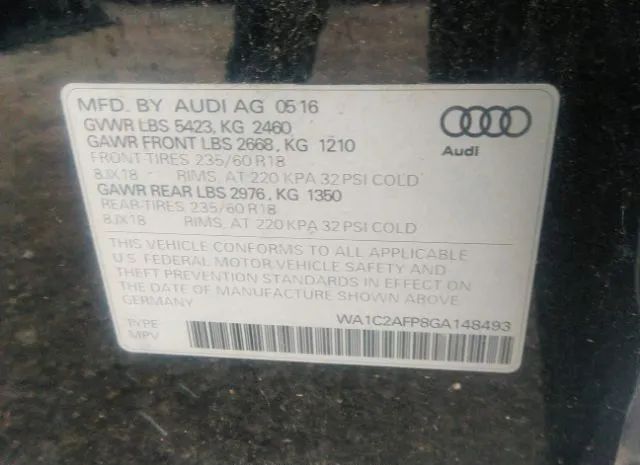 MFD. BY AUDI AG 05 16
GVWR LBS 5423, KG 2460
GAWR FRONT LBS 2668, KG 1210
FRONT-TIRES 235/60 R18
8JX18 RIMS, AT 220 KPA 32 PSI COLD
GAWR REAR LBS 2976, KG 1350
REAR-TIRES 235/60 R18
8JX18 RIMS, AT 220 KPA 32 PSI COLD
THIS VEHICLE CONFORMS TO ALL APPLICABLE
U.S. FEDERAL MOTOR VEHICLE SAFETY AND
THEFT PREVENTION STANDARDS IN EFFECT ON
THE DATE OF MANUFACTURE SHOWN ABOVE
GERMANY
TYPE:
MPV
WA1C2AFP8GA148493
Audi